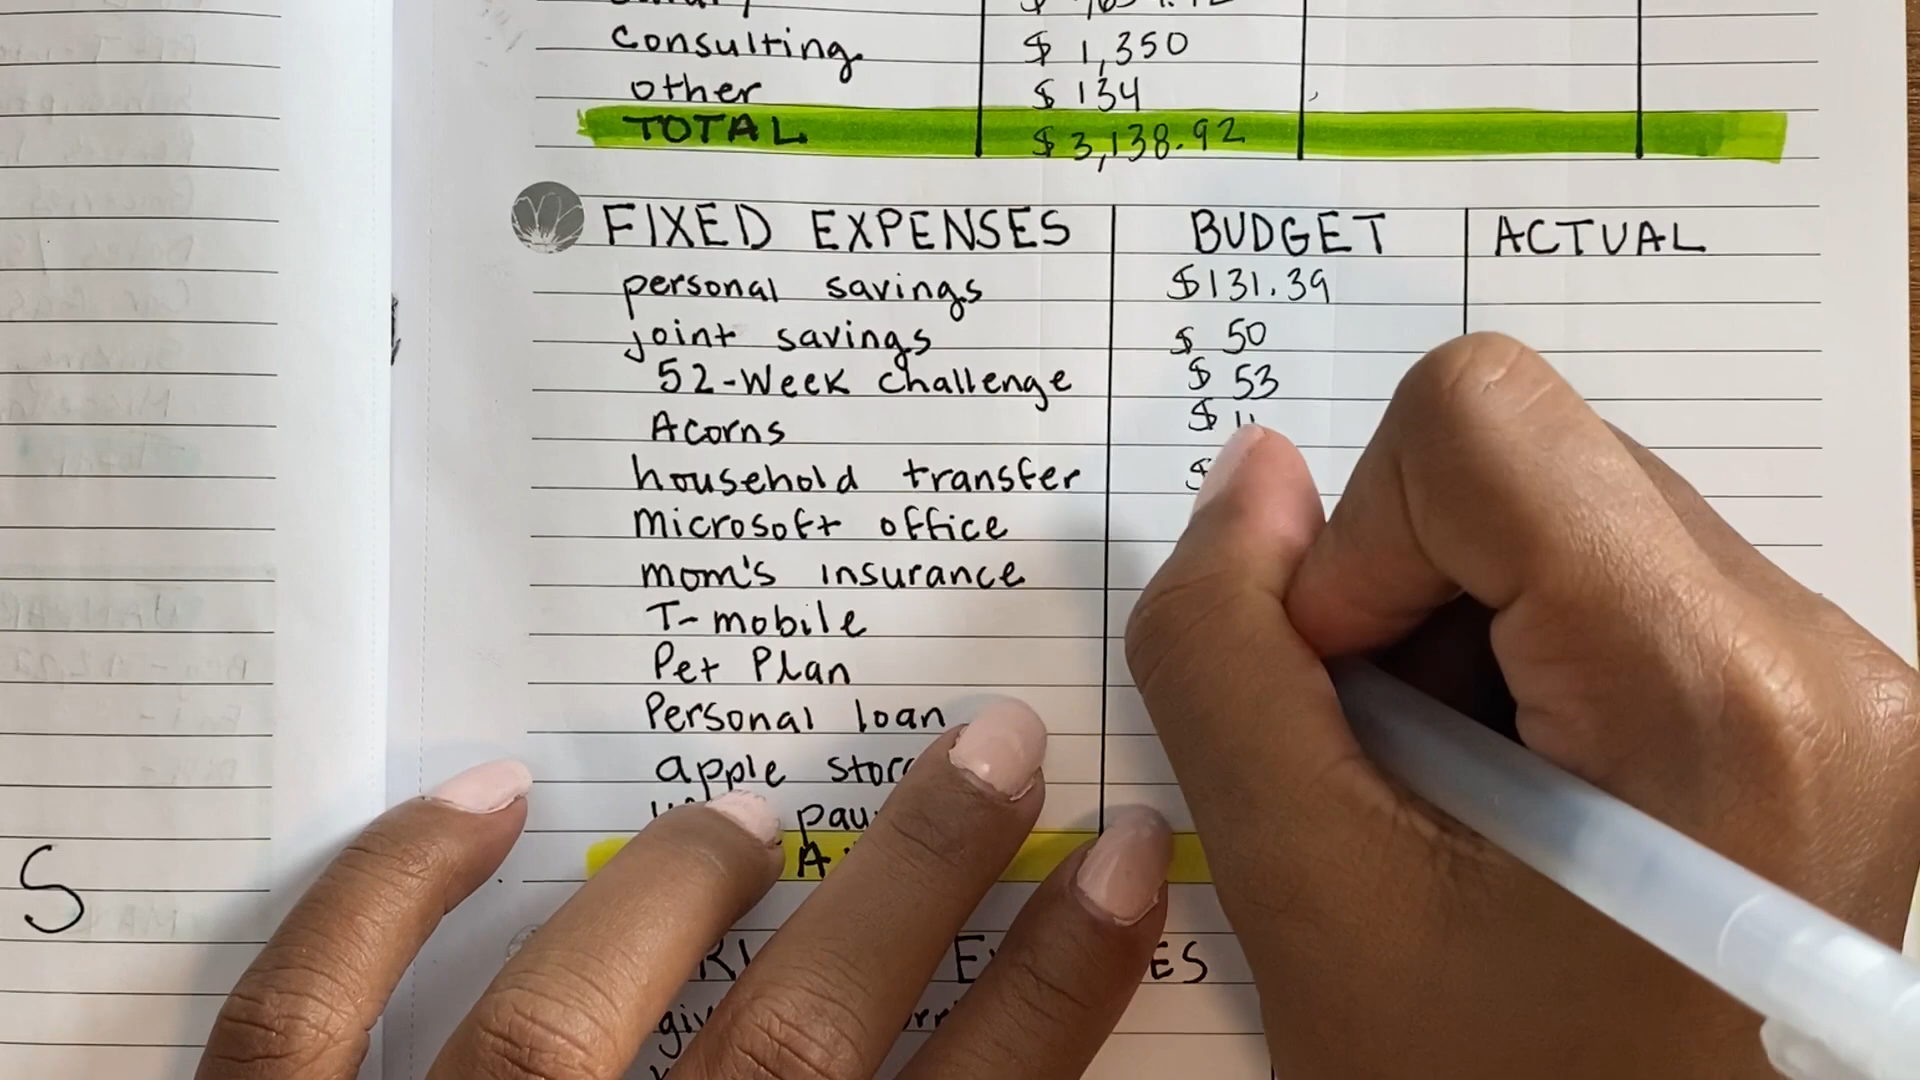 consulting $ 1,350
other $ 134
TOTAL $ 3,138.92
FIXED EXPENSES BUDGET ACTUAL
personal savings $131.39
joint savings $ 50
52-Week challenge $ 53
Acorns $
household transfer $
microsoft office
mom's insurance
T-mobile
Pet Plan
Personal loan
apple
S